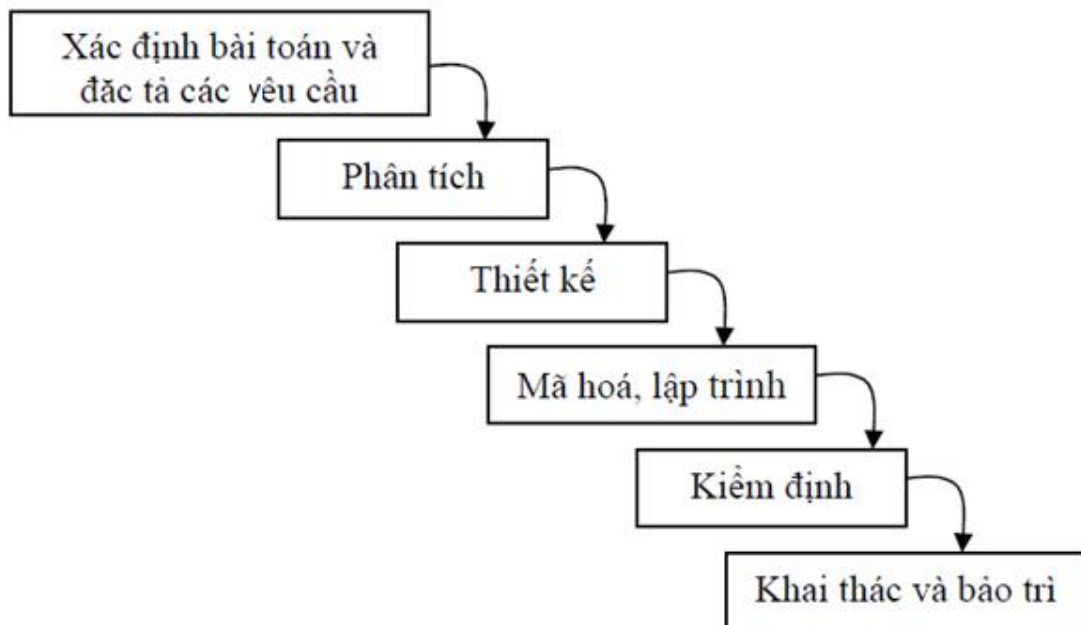 Xác định bài toán và
đăc tả các yêu cầu
Phân tích
Thiết kế
Mã hoá, lập trình
Kiểm định
Khai thác và bảo trì